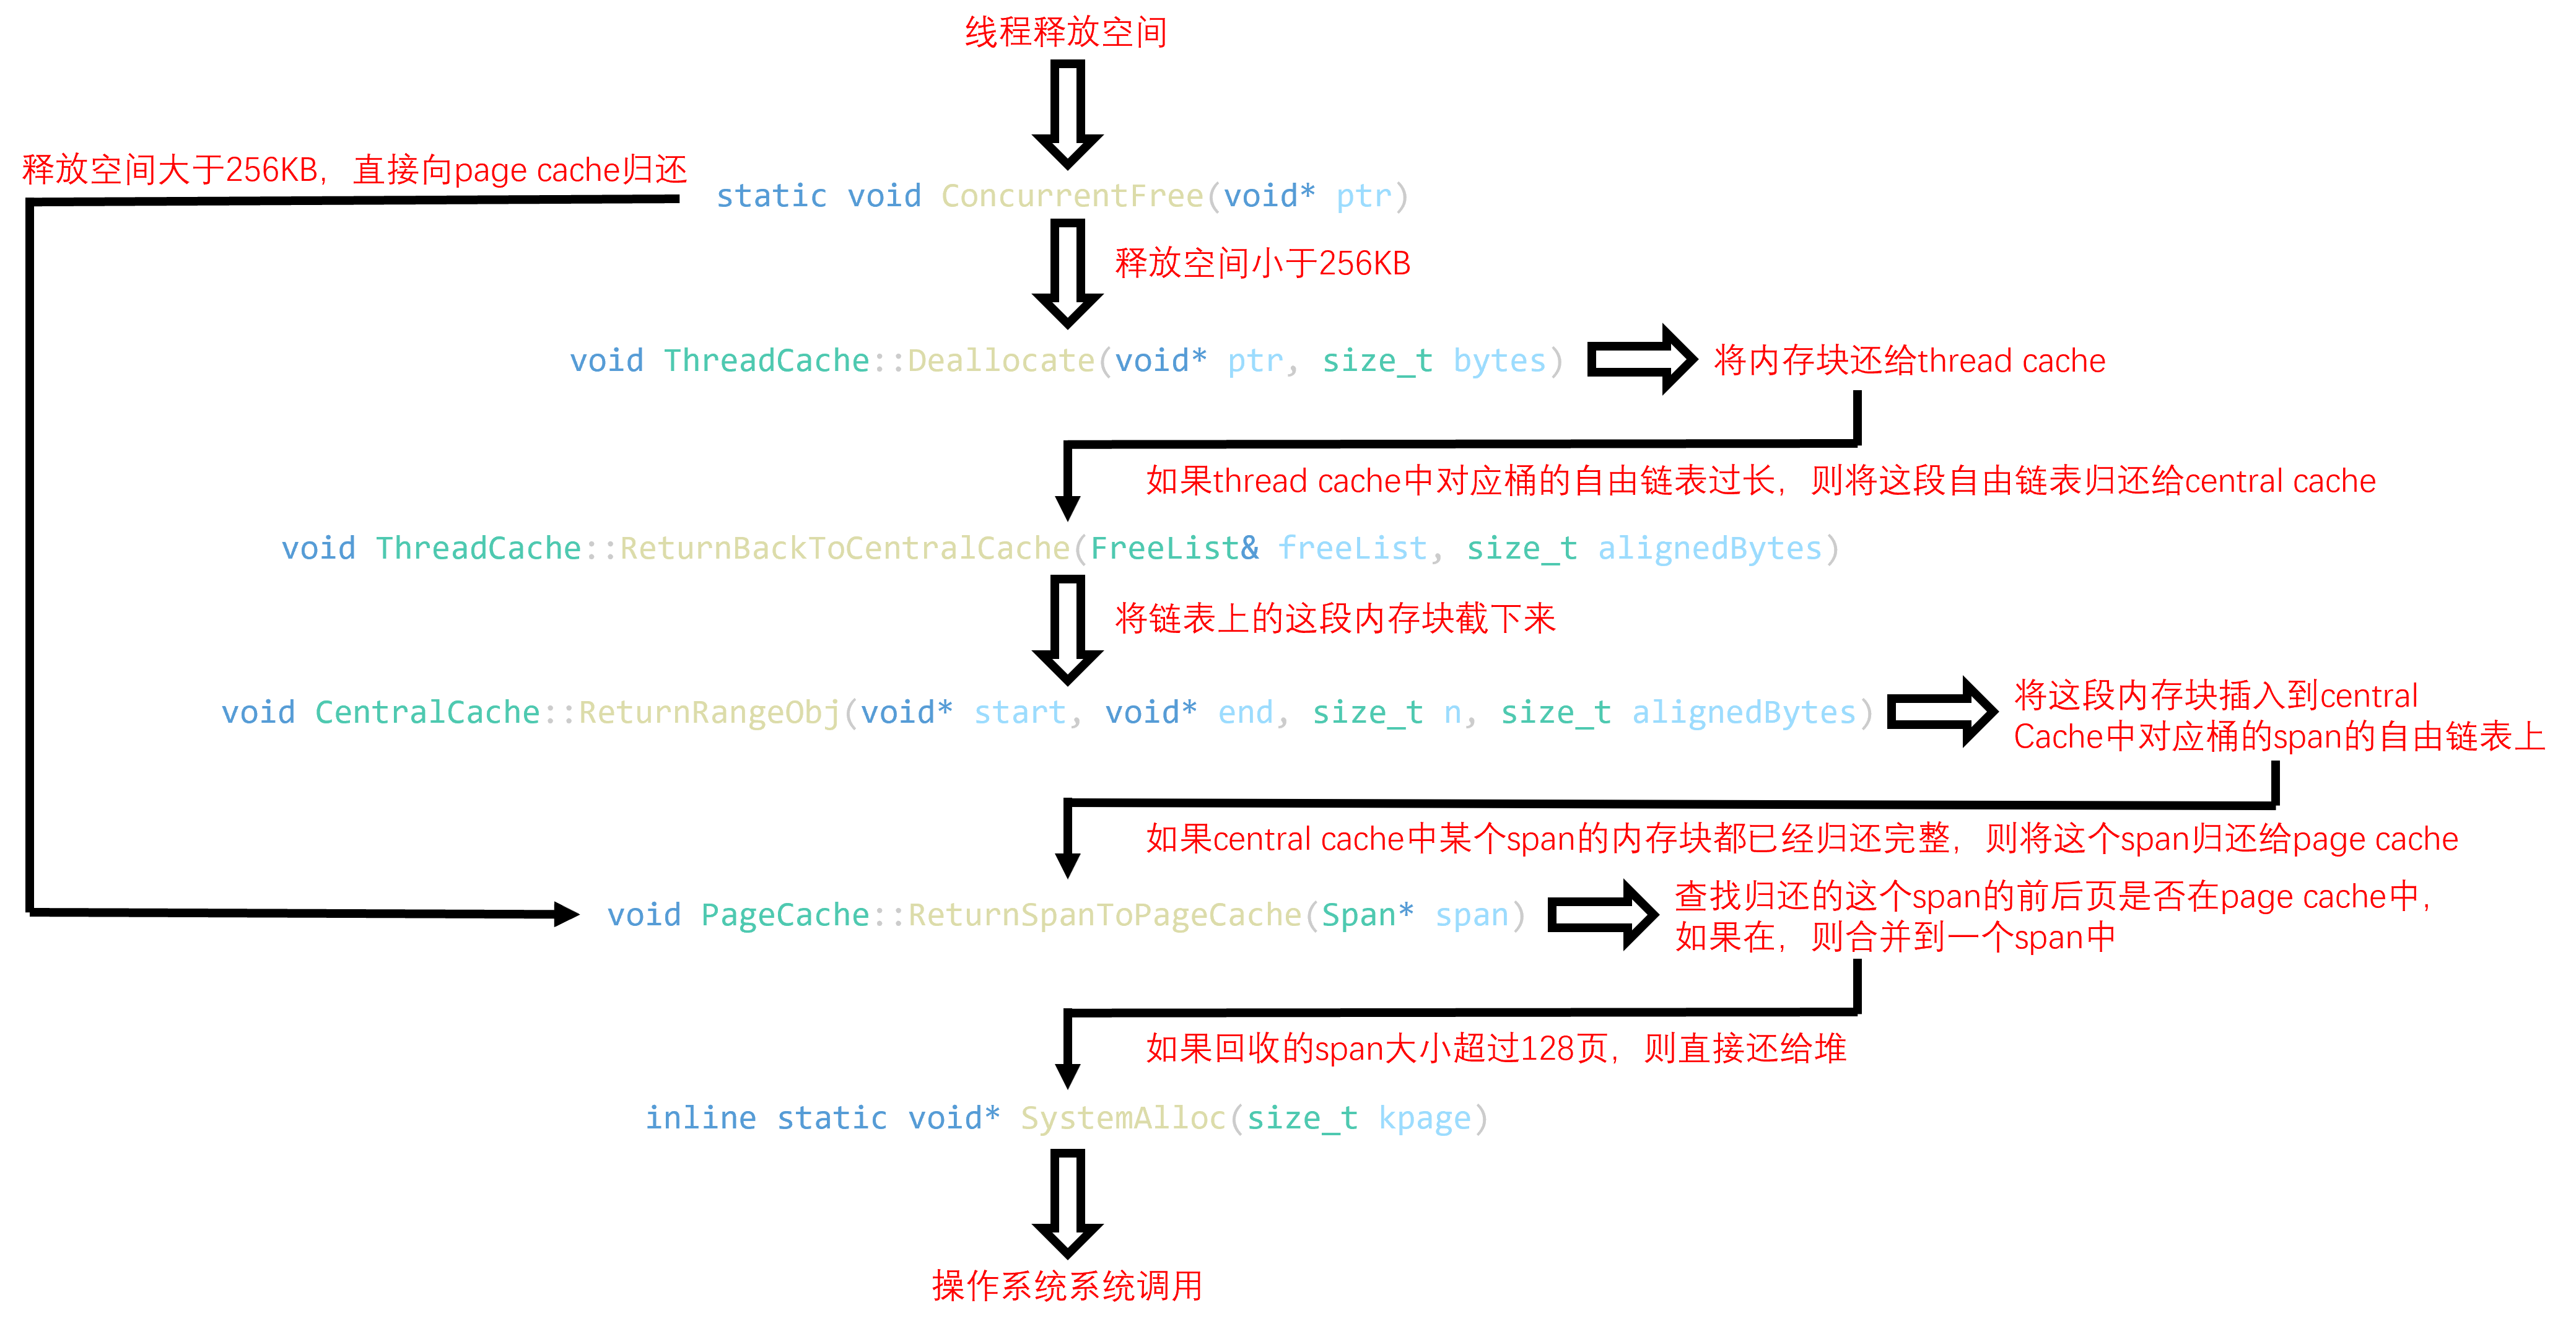 线程释放空间
释放空间大于256KB，直接向page cache归还
static void ConcurrentFree(void* ptr)
释放空间小于256KB
void ThreadCache::Deallocate(void* ptr, size_t bytes)
将内存块还给thread cache
如果thread cache中对应桶的自由链表过长，则将这段自由链表归还给central cache
void ThreadCache::ReturnBackToCentralCache(FreeList& freeList, size_t alignedBytes)
将链表上的这段内存块截下来
void CentralCache::ReturnRangeObj(void* start, void* end, size_t n, size_t alignedBytes)
将这段内存块插入到central
Cache中对应桶的span的自由链表上
如果central cache中某个span的内存块都已经归还完整，则将这个span归还给page cache
void PageCache::ReturnSpanToPageCache(Span* span)
查找归还的这个span的前后页是否在page cache中，
如果在，则合并到一个span中
如果回收的span大小超过128页，则直接还给堆
inline static void* SystemAlloc(size_t kpage)
操作系统系统调用